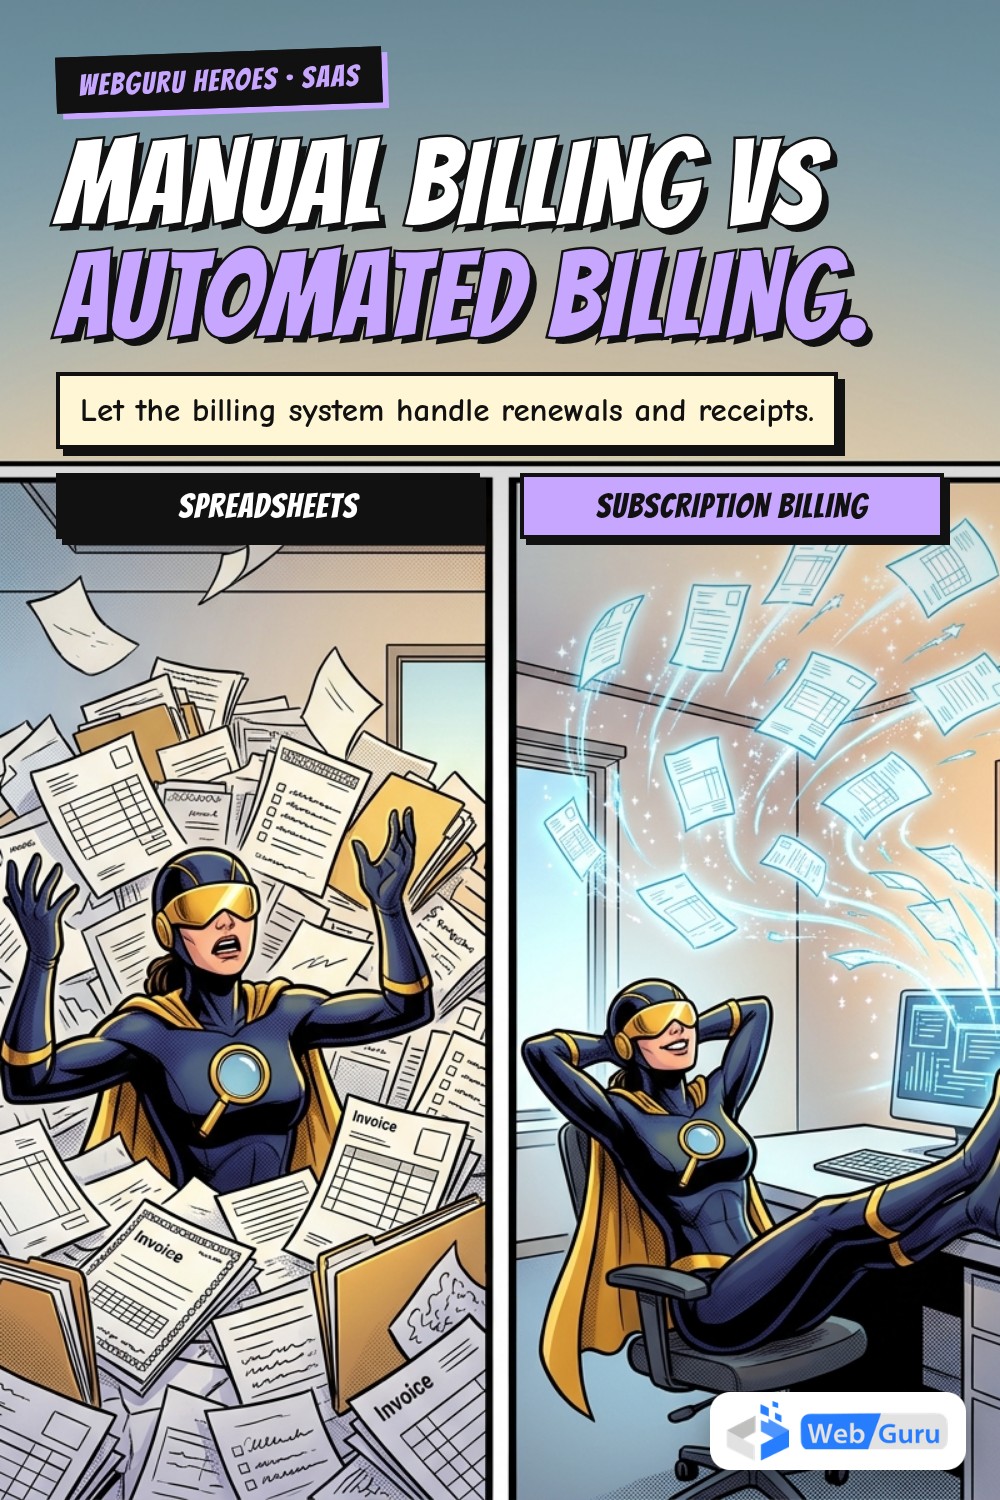 WEBGURU HEROES · SAAS
MANUAL BILLING VS
AUTOMATED BILLING.
Let the billing system handle renewals and receipts.
SPREADSHEETS
SUBSCRIPTION BILLING
Invoice
Invoice
Invoice
Web Guru